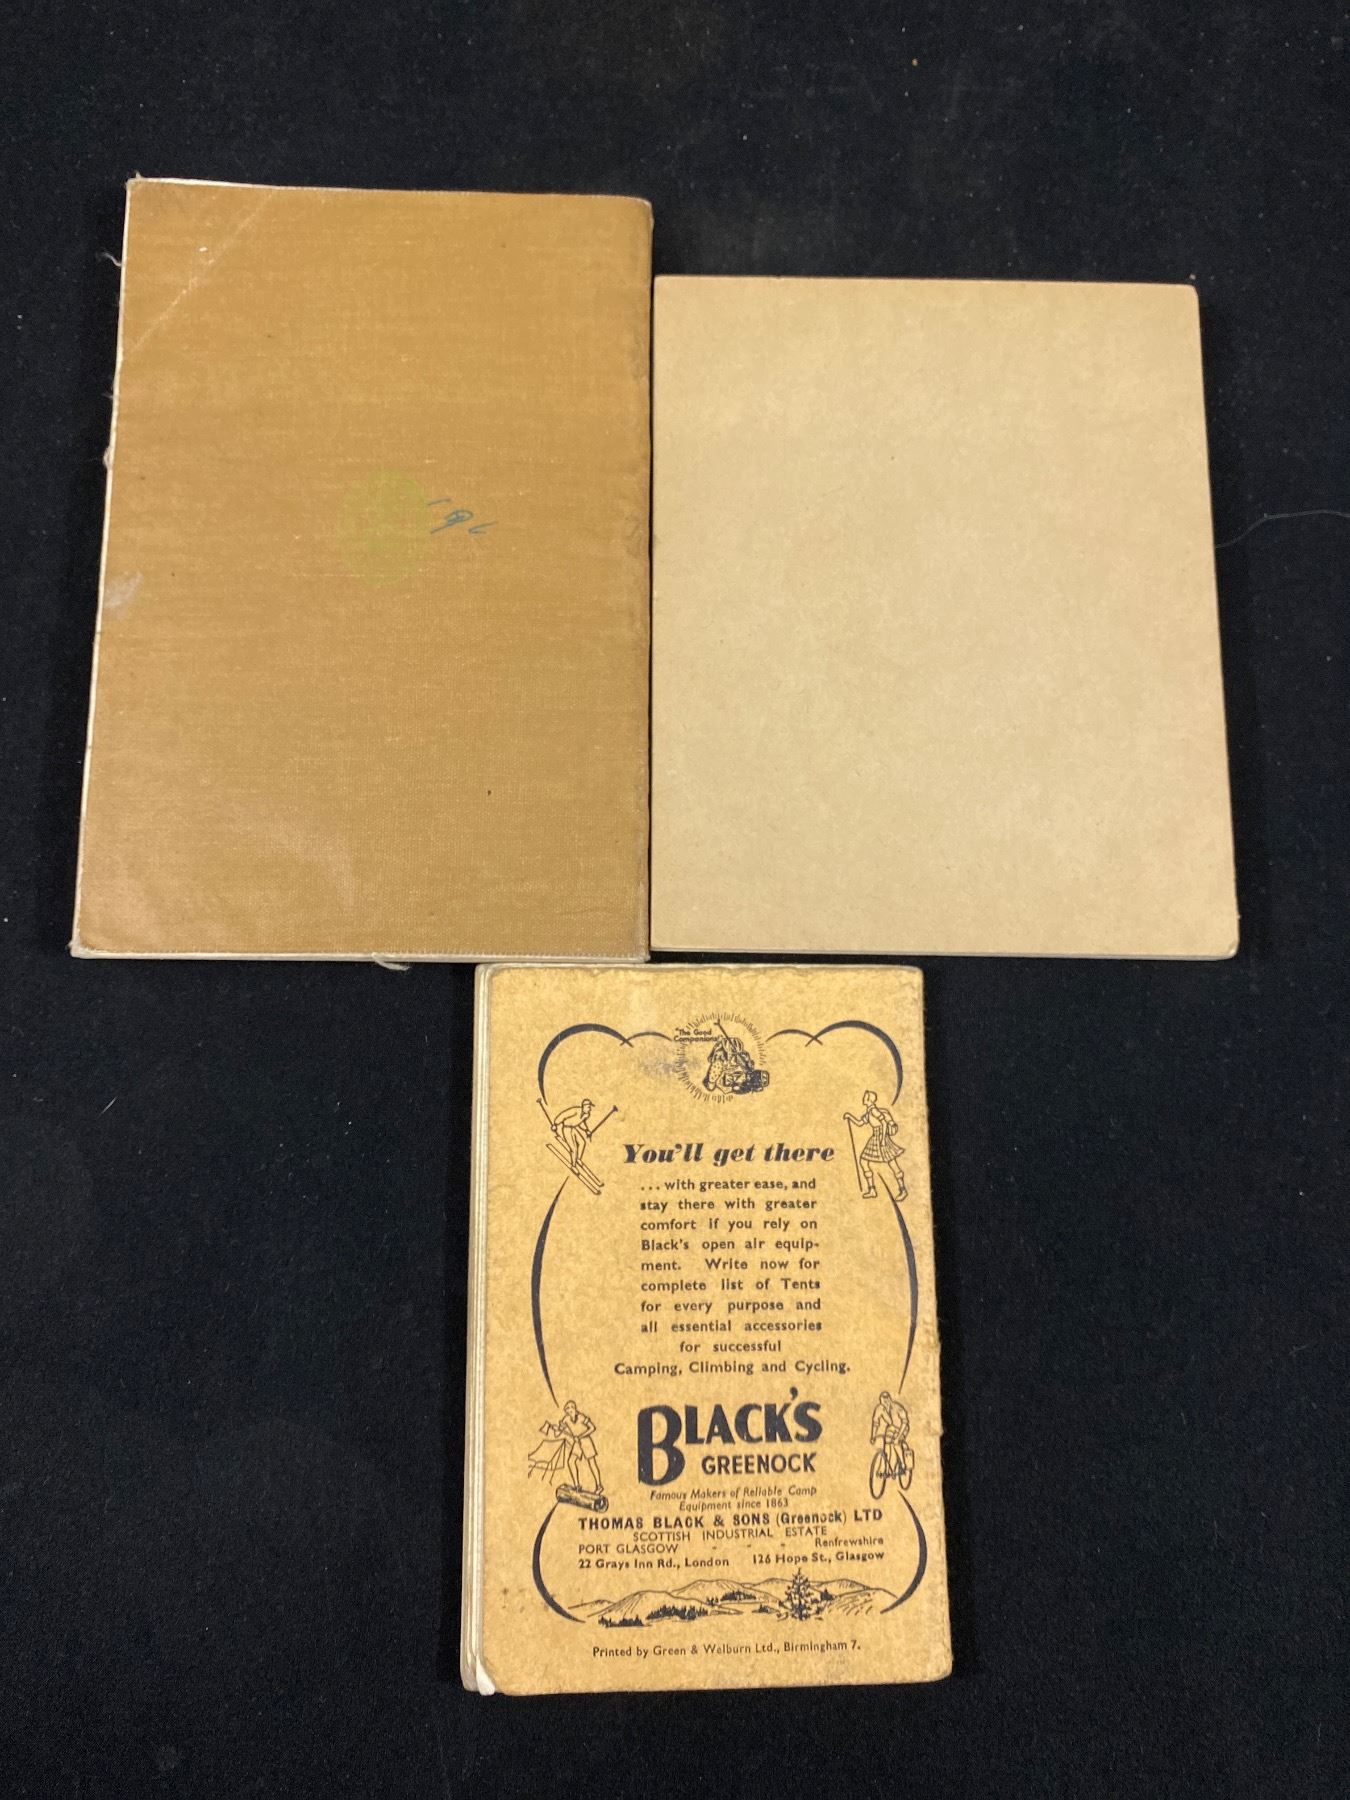 196
"The Good
Companions"
You'll get there
... with greater ease, and
stay there with greater
comfort if you rely on
Black's open air equip-
ment. Write now for
complete list of Tents
for every purpose and
all essential accessories
for successful
Camping, Climbing and Cycling.
BLACK'S
GREENOCK
Famous Makers of Reliable Camp
Equipment since 1863
THOMAS BLACK & SONS (Greenock) LTD
SCOTTISH INDUSTRIAL ESTATE
PORT GLASGOW - - - Renfrewshire
22 Grays Inn Rd., London 126 Hope St., Glasgow
Printed by Green & Welburn Ltd., Birmingham 7.